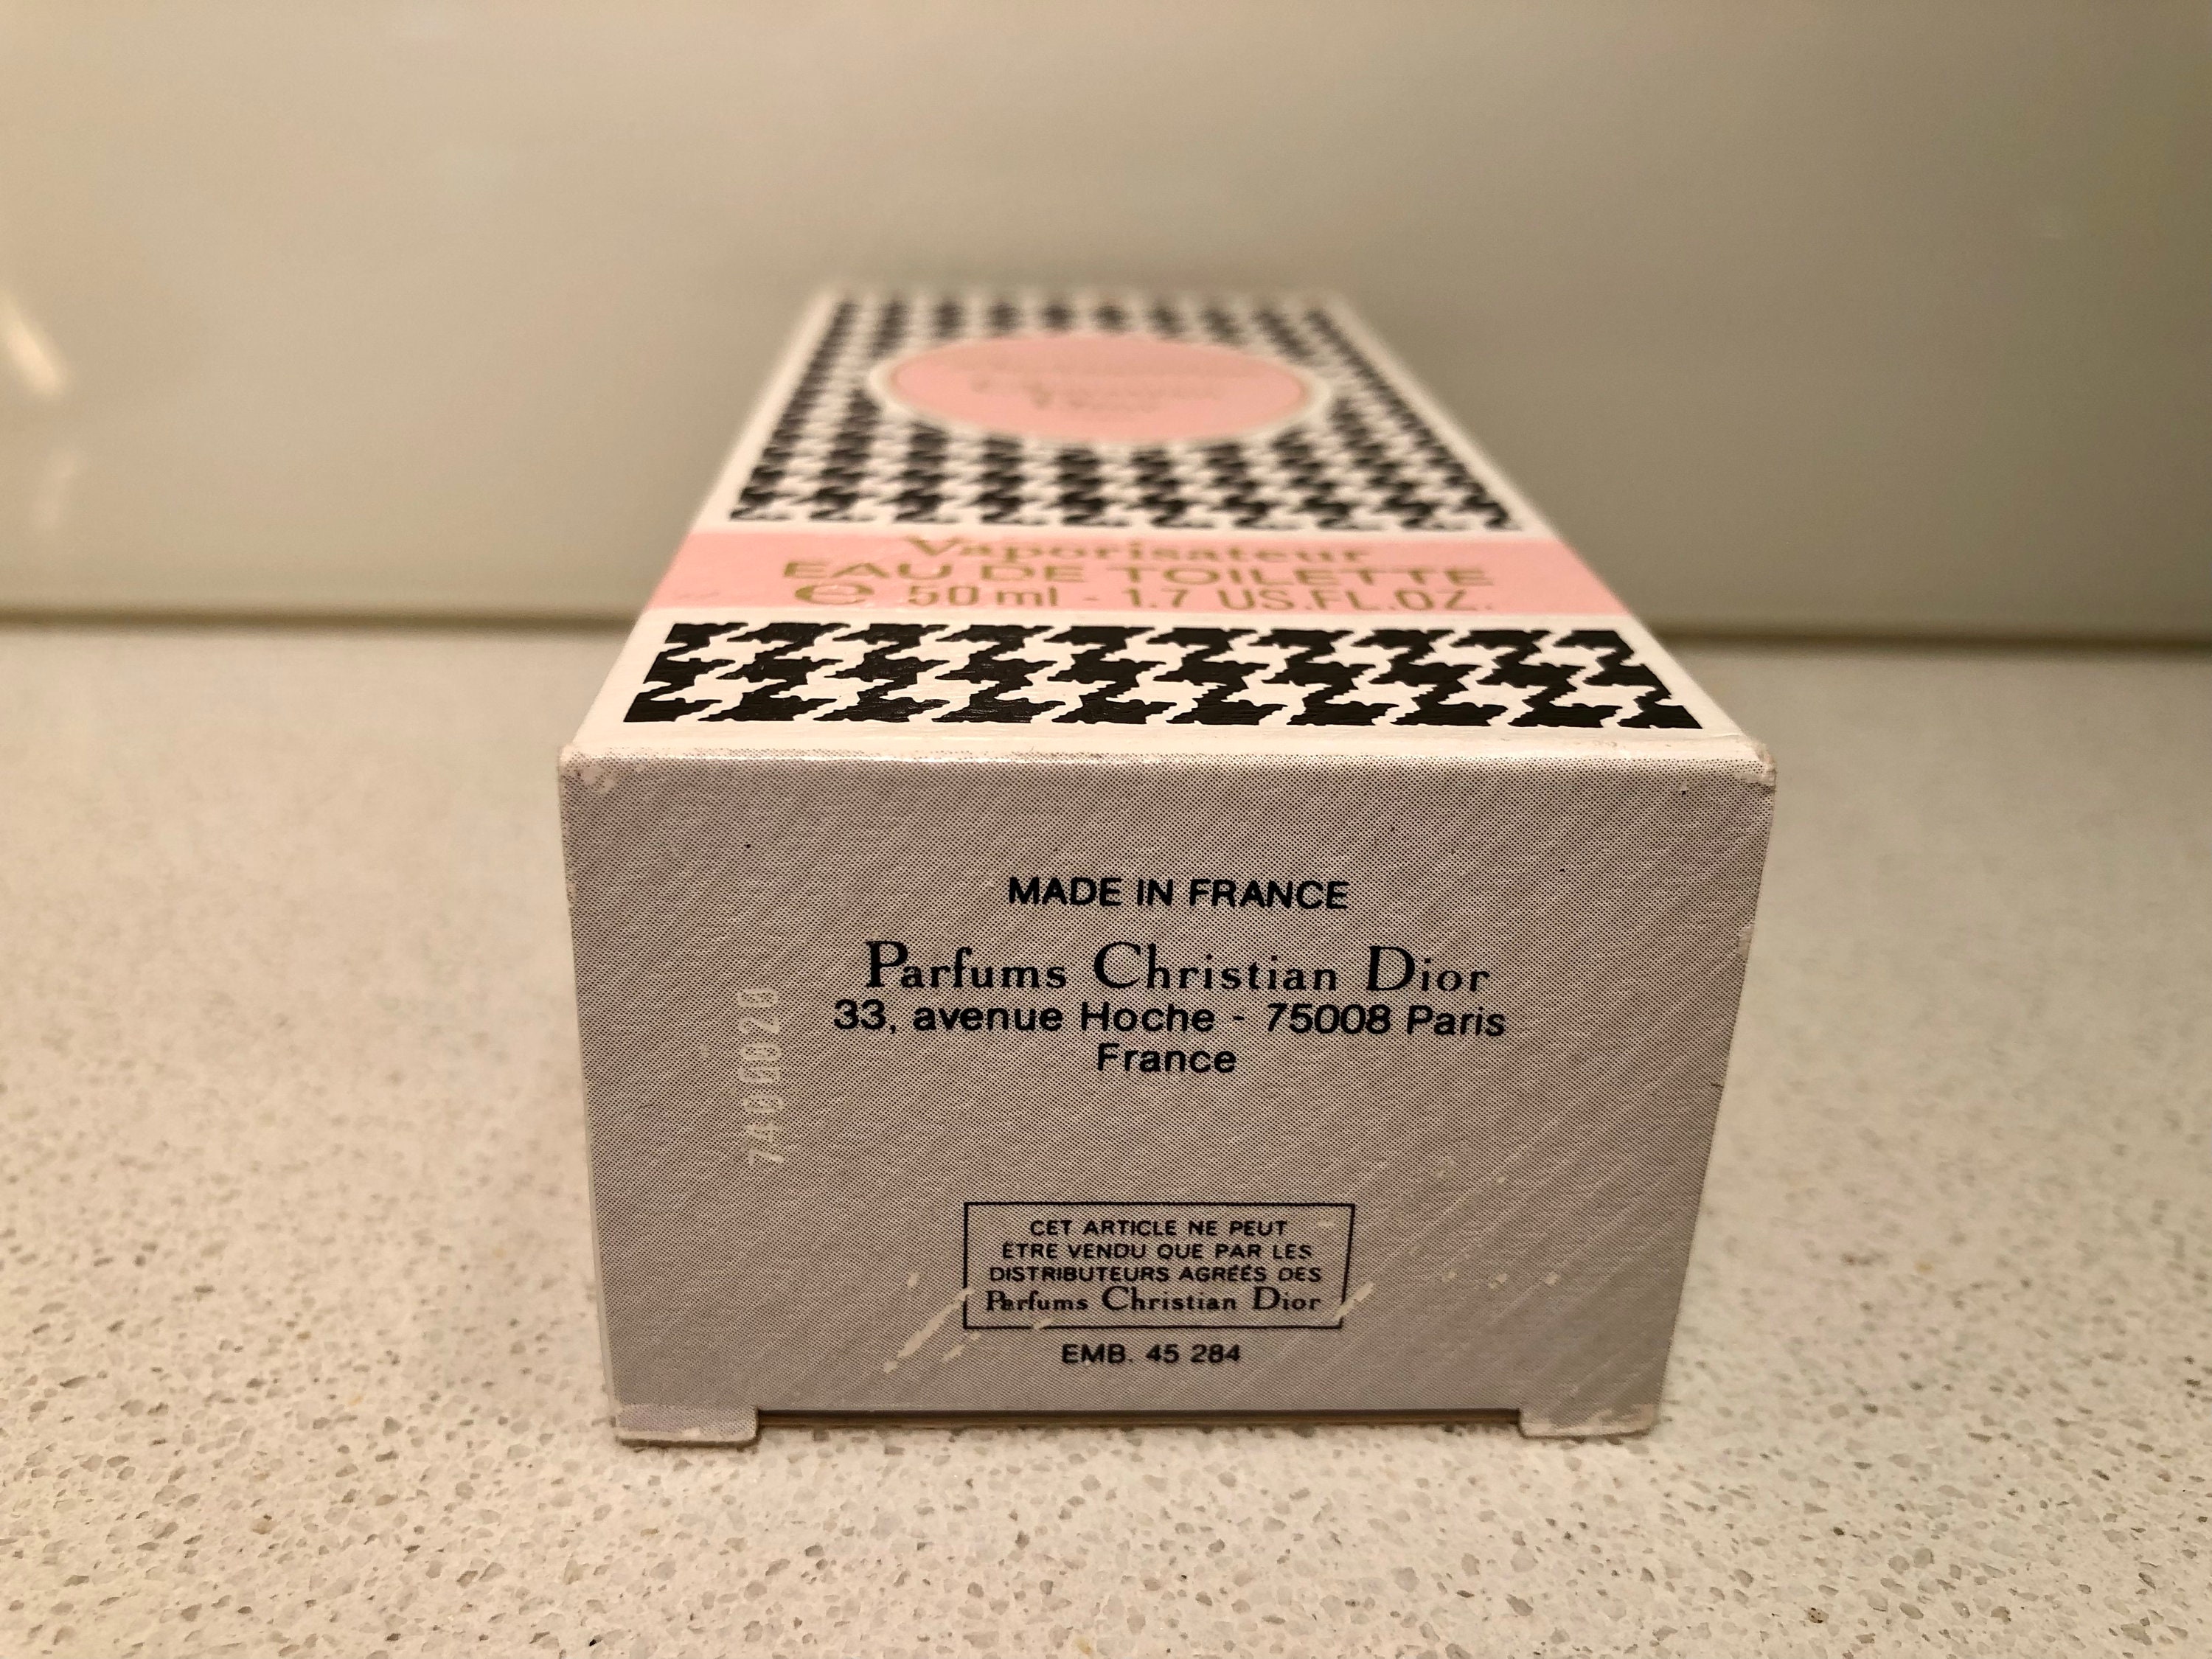 Vaporisateur
EAU DE TOILETTE
e 50 ml - 1.7 US.FL.OZ.
MADE IN FRANCE
Parfums Christian Dior
33, avenue Hoche - 75008 Paris
France
CET ARTICLE NE PEUT
ÊTRE VENDU QUE PAR LES
DISTRIBUTEURS AGRÉÉS DES
Parfums Christian Dior
EMB. 45 284